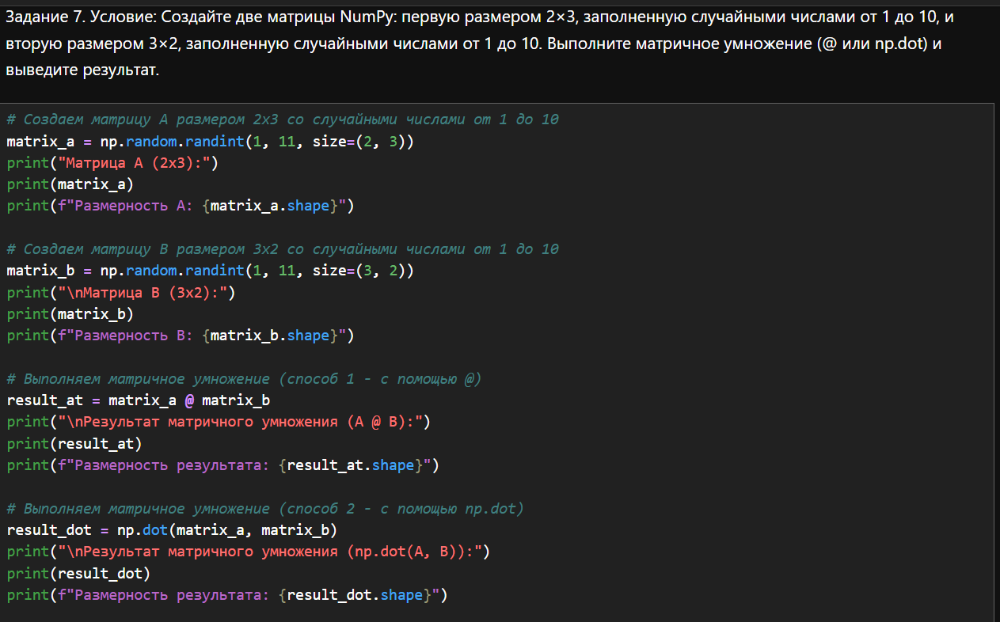 Задание 7. Условие: Создайте две матрицы NumPy: первую размером 2×3, заполненную случайными числами от 1 до 10, и
вторую размером 3×2, заполненную случайными числами от 1 до 10. Выполните матричное умножение (@ или np.dot) и
выведите результат.
# Создаем матрицу A размером 2x3 со случайными числами от 1 до 10
matrix_a = np.random.randint(1, 11, size=(2, 3))
print("Матрица A (2x3):")
print(matrix_a)
print(f"Размерность A: {matrix_a.shape}")
# Создаем матрицу B размером 3x2 со случайными числами от 1 до 10
matrix_b = np.random.randint(1, 11, size=(3, 2))
print("\nМатрица B (3x2):")
print(matrix_b)
print(f"Размерность B: {matrix_b.shape}")
# Выполняем матричное умножение (способ 1 - с помощью @)
result_at = matrix_a @ matrix_b
print("\nРезультат матричного умножения (A @ B):")
print(result_at)
print(f"Размерность результата: {result_at.shape}")
# Выполняем матричное умножение (способ 2 - с помощью np.dot)
result_dot = np.dot(matrix_a, matrix_b)
print("\nРезультат матричного умножения (np.dot(A, B)):")
print(result_dot)
print(f"Размерность результата: {result_dot.shape}")